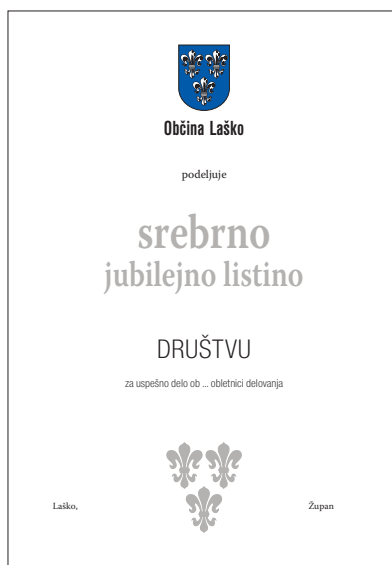 Občina Laško
podeljuje
srebrno
jubilejno listino
DRUŠTVU
za uspešno delo ob ... obletnici delovanja
Laško,
Župan